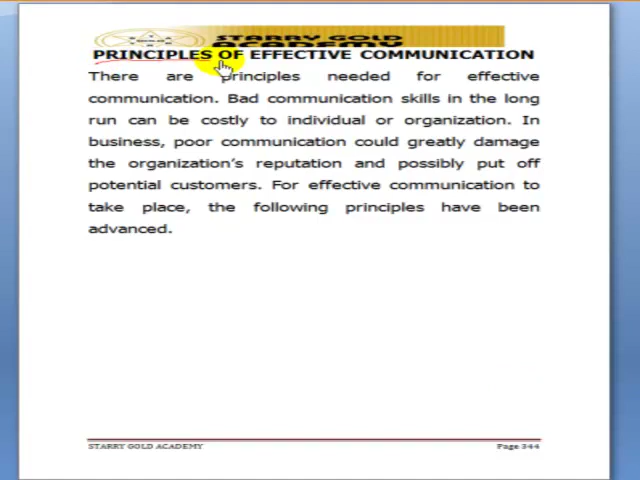 STARRY GOLD
ACADEMY
PRINCIPLES OF EFFECTIVE COMMUNICATION
There are principles needed for effective
communication. Bad communication skills in the long
run can be costly to individual or organization. In
business, poor communication could greatly damage
the organization's reputation and possibly put off
potential customers. For effective communication to
take place, the following principles have been
advanced.
STARRY GOLD ACADEMY Page 344